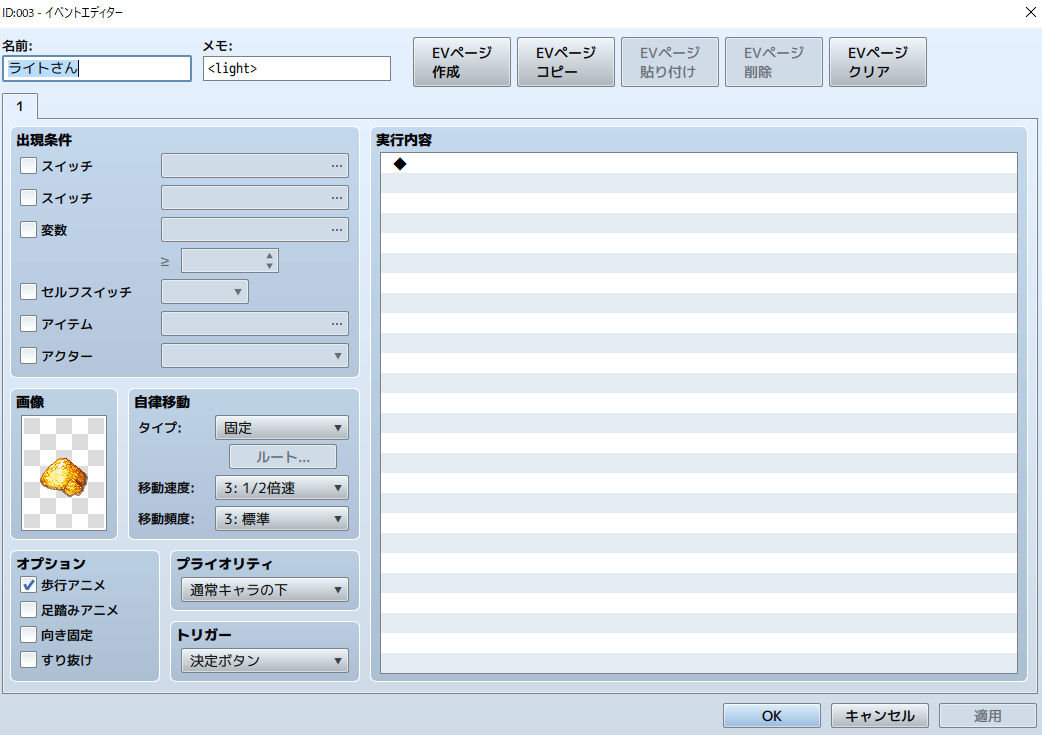 ID:003 - イベントエディター
名前:
メモ:
ライトさん
<light>
EVページ
作成
EVページ
コピー
EVページ
貼り付け
EVページ
削除
EVページ
クリア
1
出現条件
スイッチ
...
スイッチ
...
変数
...
≥
セルフスイッチ
アイテム
...
アクター
画像
自律移動
タイプ:
固定
ルート...
移動速度:
3: 1/2倍速
移動頻度:
3: 標準
オプション
歩行アニメ
足踏みアニメ
向き固定
すり抜け
プライオリティ
通常キャラの下
トリガー
決定ボタン
実行内容
◆
OK
キャンセル
適用